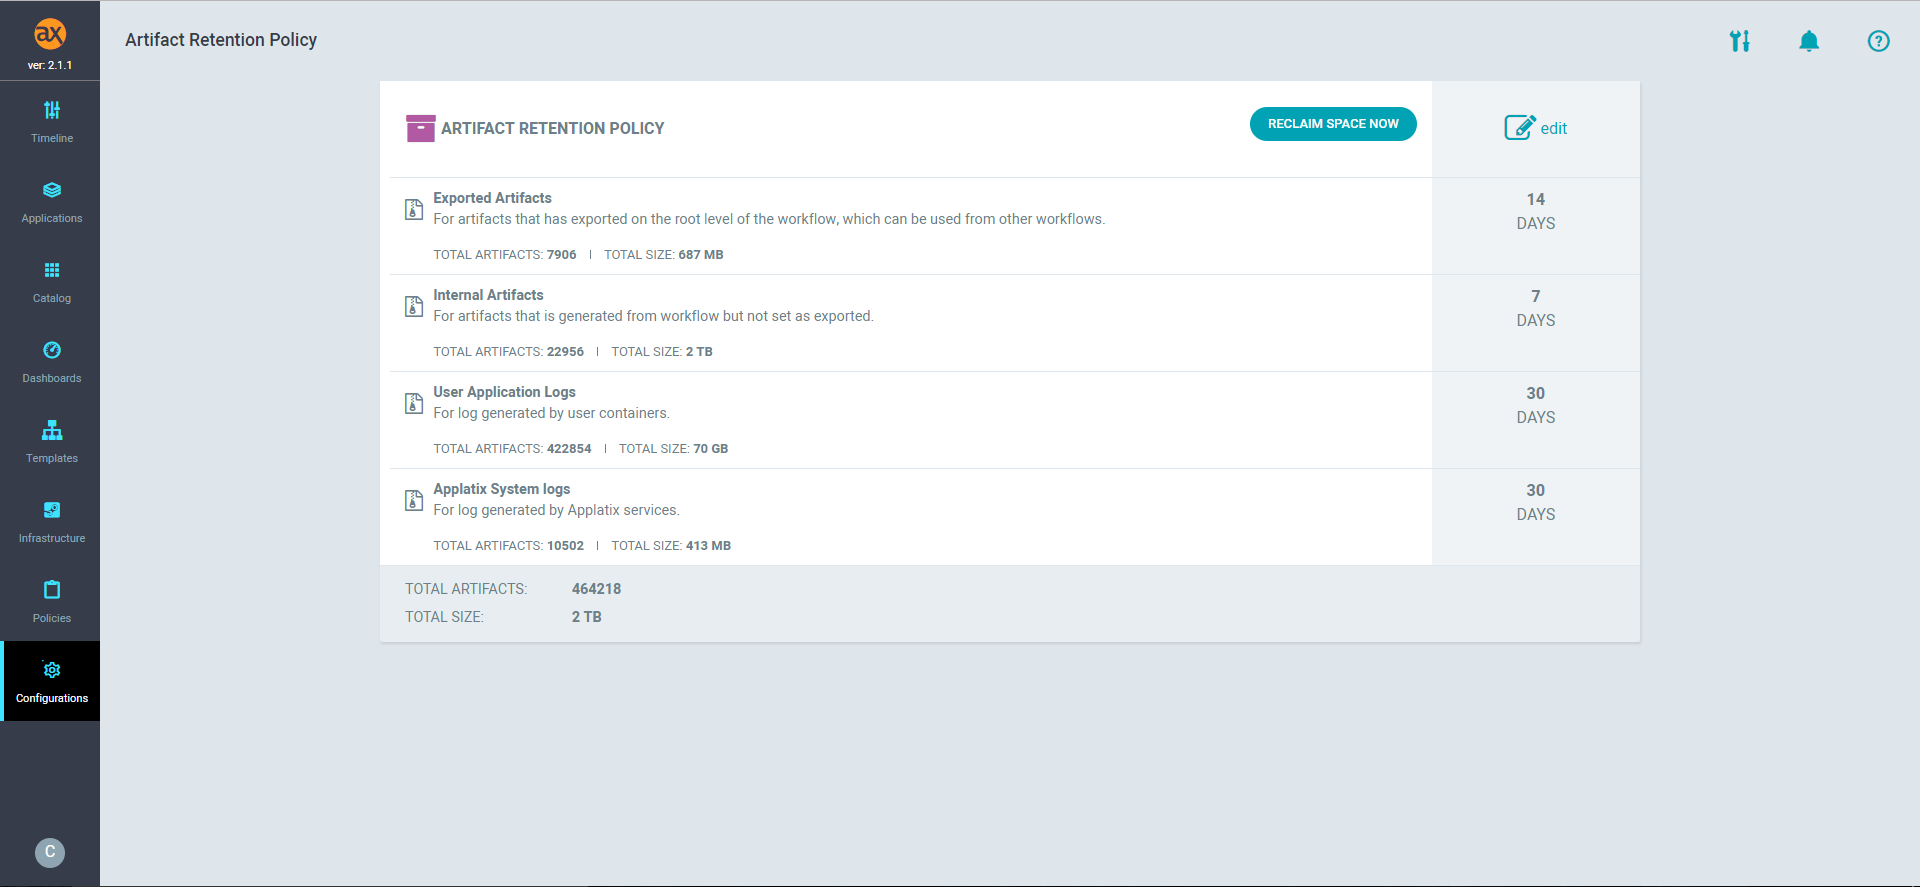 ax
ver: 2.1.1
Timeline
Applications
Catalog
Dashboards
Templates
Infrastructure
Policies
Configurations
C
Artifact Retention Policy
ARTIFACT RETENTION POLICY
RECLAIM SPACE NOW
edit
Exported Artifacts
For artifacts that has exported on the root level of the workflow, which can be used from other workflows.
TOTAL ARTIFACTS: 7906 | TOTAL SIZE: 687 MB
14
DAYS
Internal Artifacts
For artifacts that is generated from workflow but not set as exported.
TOTAL ARTIFACTS: 22956 | TOTAL SIZE: 2 TB
7
DAYS
User Application Logs
For log generated by user containers.
TOTAL ARTIFACTS: 422854 | TOTAL SIZE: 70 GB
30
DAYS
Applatix System logs
For log generated by Applatix services.
TOTAL ARTIFACTS: 10502 | TOTAL SIZE: 413 MB
30
DAYS
TOTAL ARTIFACTS: 464218
TOTAL SIZE: 2 TB